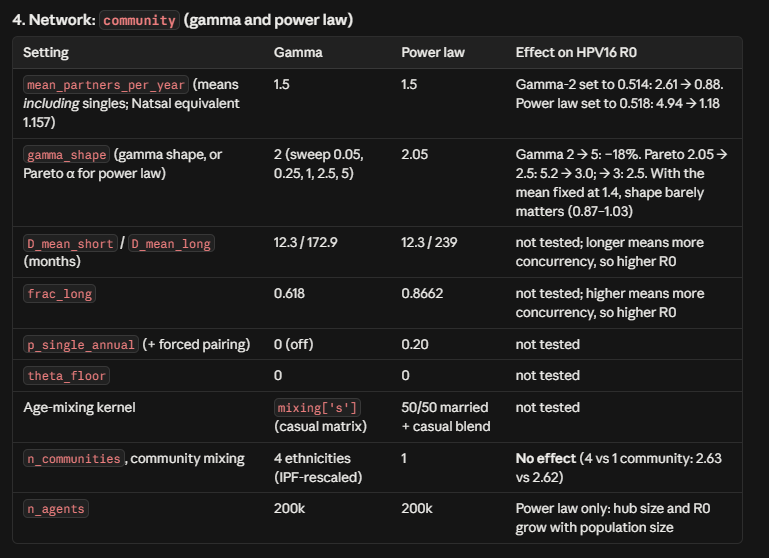 4. Network: community (gamma and power law)
Setting Gamma Power law Effect on HPV16 R0
mean_partners_per_year (means 1.5 1.5 Gamma-2 set to 0.514: 2.61 → 0.88.
including singles; Natsal equivalent Power law set to 0.518: 4.94 → 1.18
1.157)
gamma_shape (gamma shape, or 2 (sweep 0.05, 2.05 Gamma 2 → 5: −18%. Pareto 2.05 →
Pareto α for power law) 0.25, 1, 2.5, 5) 2.5: 5.2 → 3.0; → 3: 2.5. With the
mean fixed at 1.4, shape barely
matters (0.87–1.03)
D_mean_short / D_mean_long 12.3 / 172.9 12.3 / 239 not tested; longer means more
(months) concurrency, so higher R0
frac_long 0.618 0.8662 not tested; higher means more
concurrency, so higher R0
p_single_annual (+ forced pairing) 0 (off) 0.20 not tested
theta_floor 0 0 not tested
Age-mixing kernel mixing['s'] 50/50 married not tested
(casual matrix) + casual blend
n_communities, community mixing 4 ethnicities 1 No effect (4 vs 1 community: 2.63
(IPF-rescaled) vs 2.62)
n_agents 200k 200k Power law only: hub size and R0
grow with population size